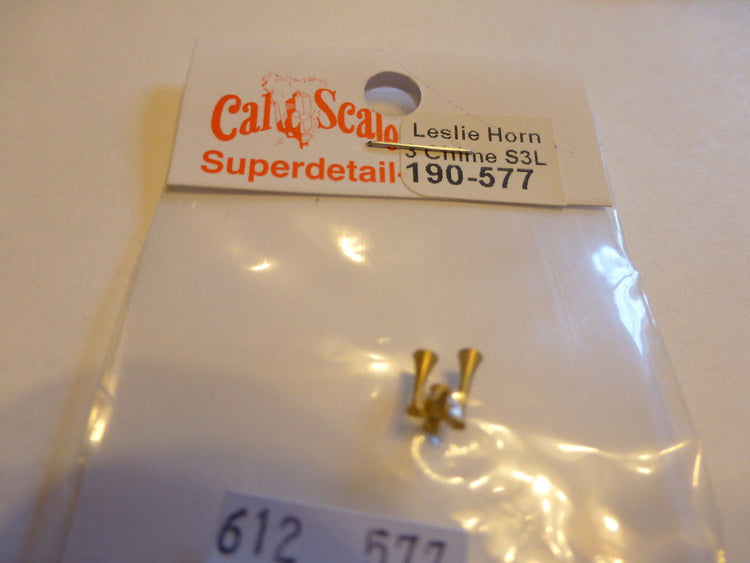 Cal Scale
Superdetail
Leslie Horn
3 Chime S3L
190-577
612 577